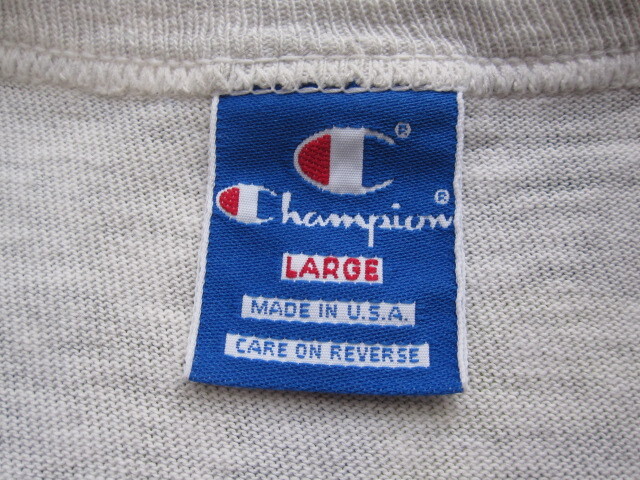 C®
Champion®
LARGE
MADE IN U.S.A.
CARE ON REVERSE